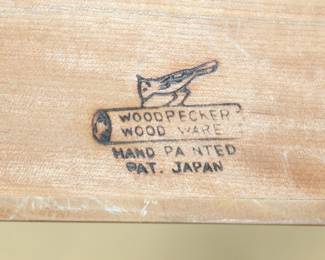 WOODPECKER
WOOD WARE
HAND PAINTED
PAT. JAPAN